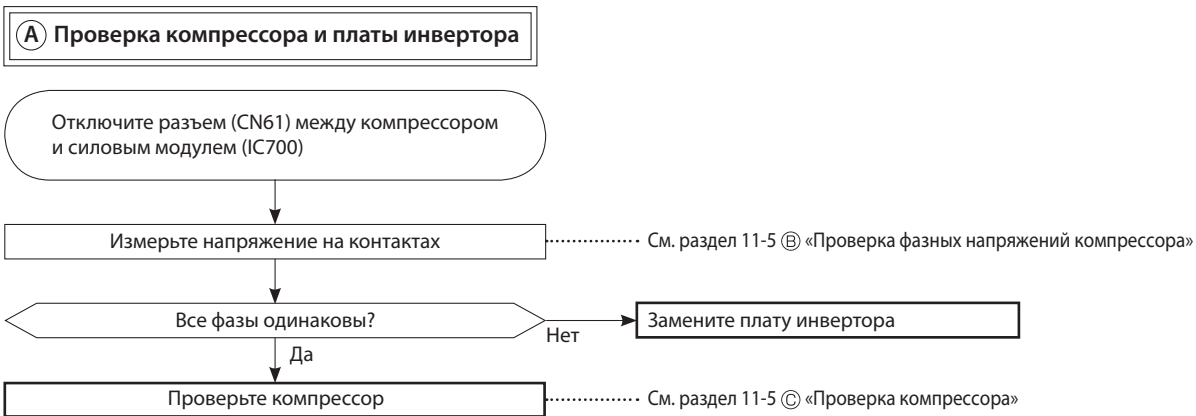 Ⓐ Проверка компрессора и платы инвертора
Отключите разъем (CN61) между компрессором
и силовым модулем (IC700)
Измерьте напряжение на контактах
См. раздел 11-5 Ⓑ «Проверка фазных напряжений компрессора»
Все фазы одинаковы?
Нет
Замените плату инвертора
Да
Проверьте компрессор
См. раздел 11-5 Ⓒ «Проверка компрессора»